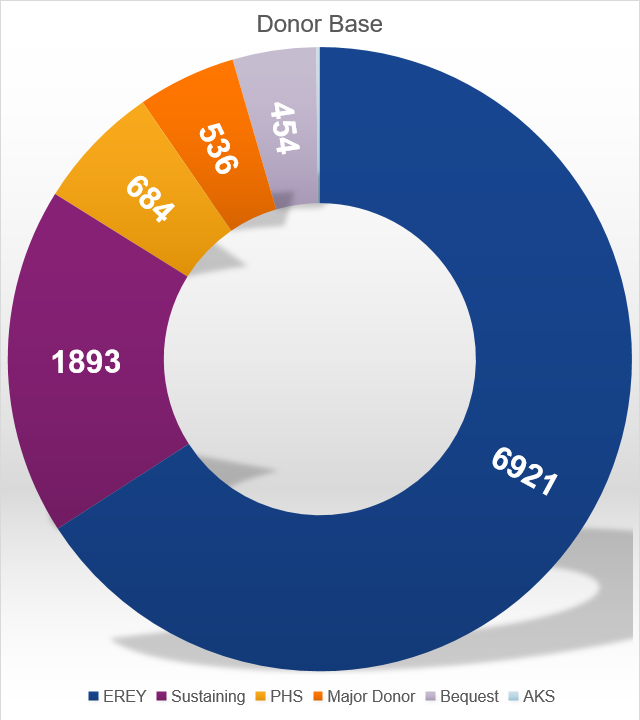 Donor Base
454
536
684
1893
6921
EREY Sustaining PHS Major Donor Bequest AKS